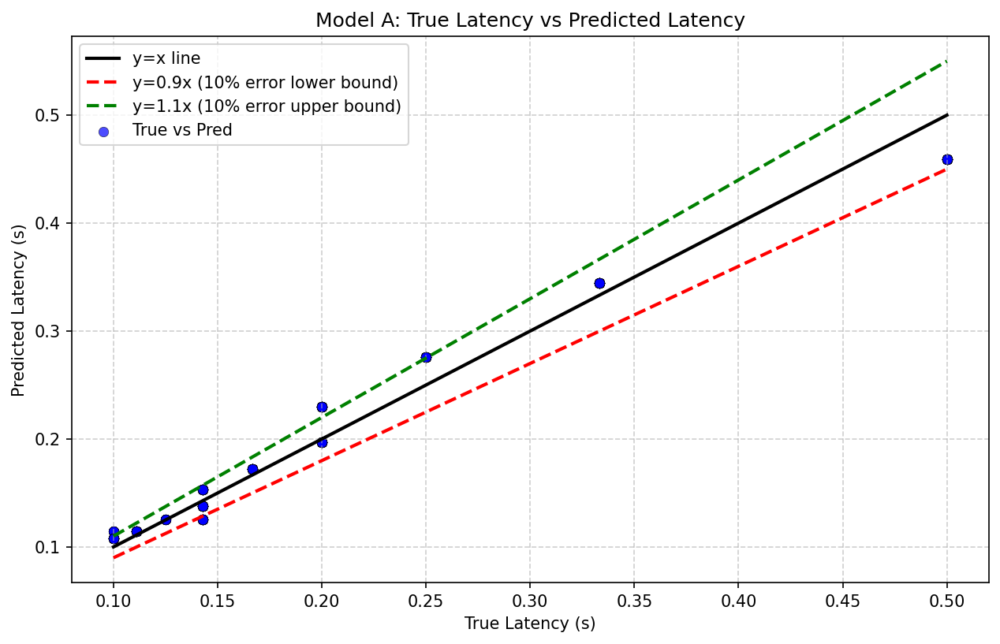 Model A: True Latency vs Predicted Latency
y=x line
y=0.9x (10% error lower bound)
y=1.1x (10% error upper bound)
True vs Pred
Predicted Latency (s)
0.5
0.4
0.3
0.2
0.1
0.10 0.15 0.20 0.25 0.30 0.35 0.40 0.45 0.50
True Latency (s)